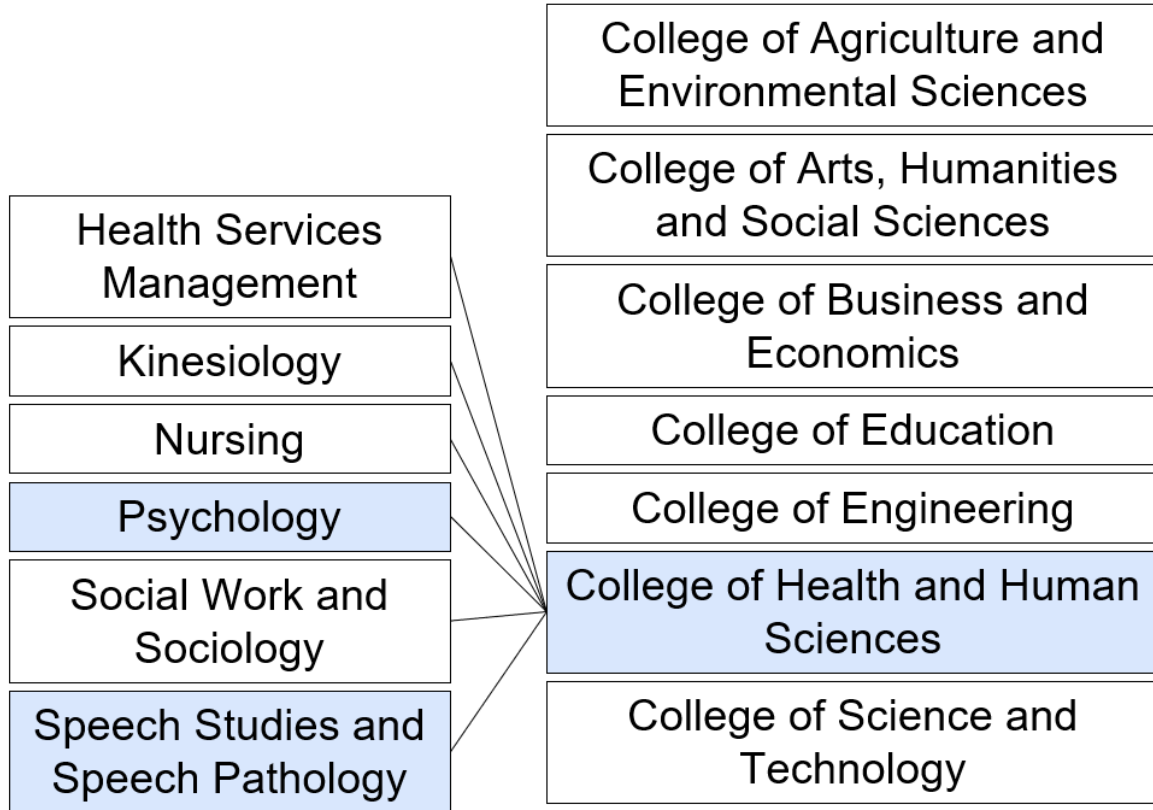 Health Services
Management
Kinesiology
Nursing
Psychology
Social Work and
Sociology
Speech Studies and
Speech Pathology
College of Agriculture and
Environmental Sciences
College of Arts, Humanities
and Social Sciences
College of Business and
Economics
College of Education
College of Engineering
College of Health and Human
Sciences
College of Science and
Technology